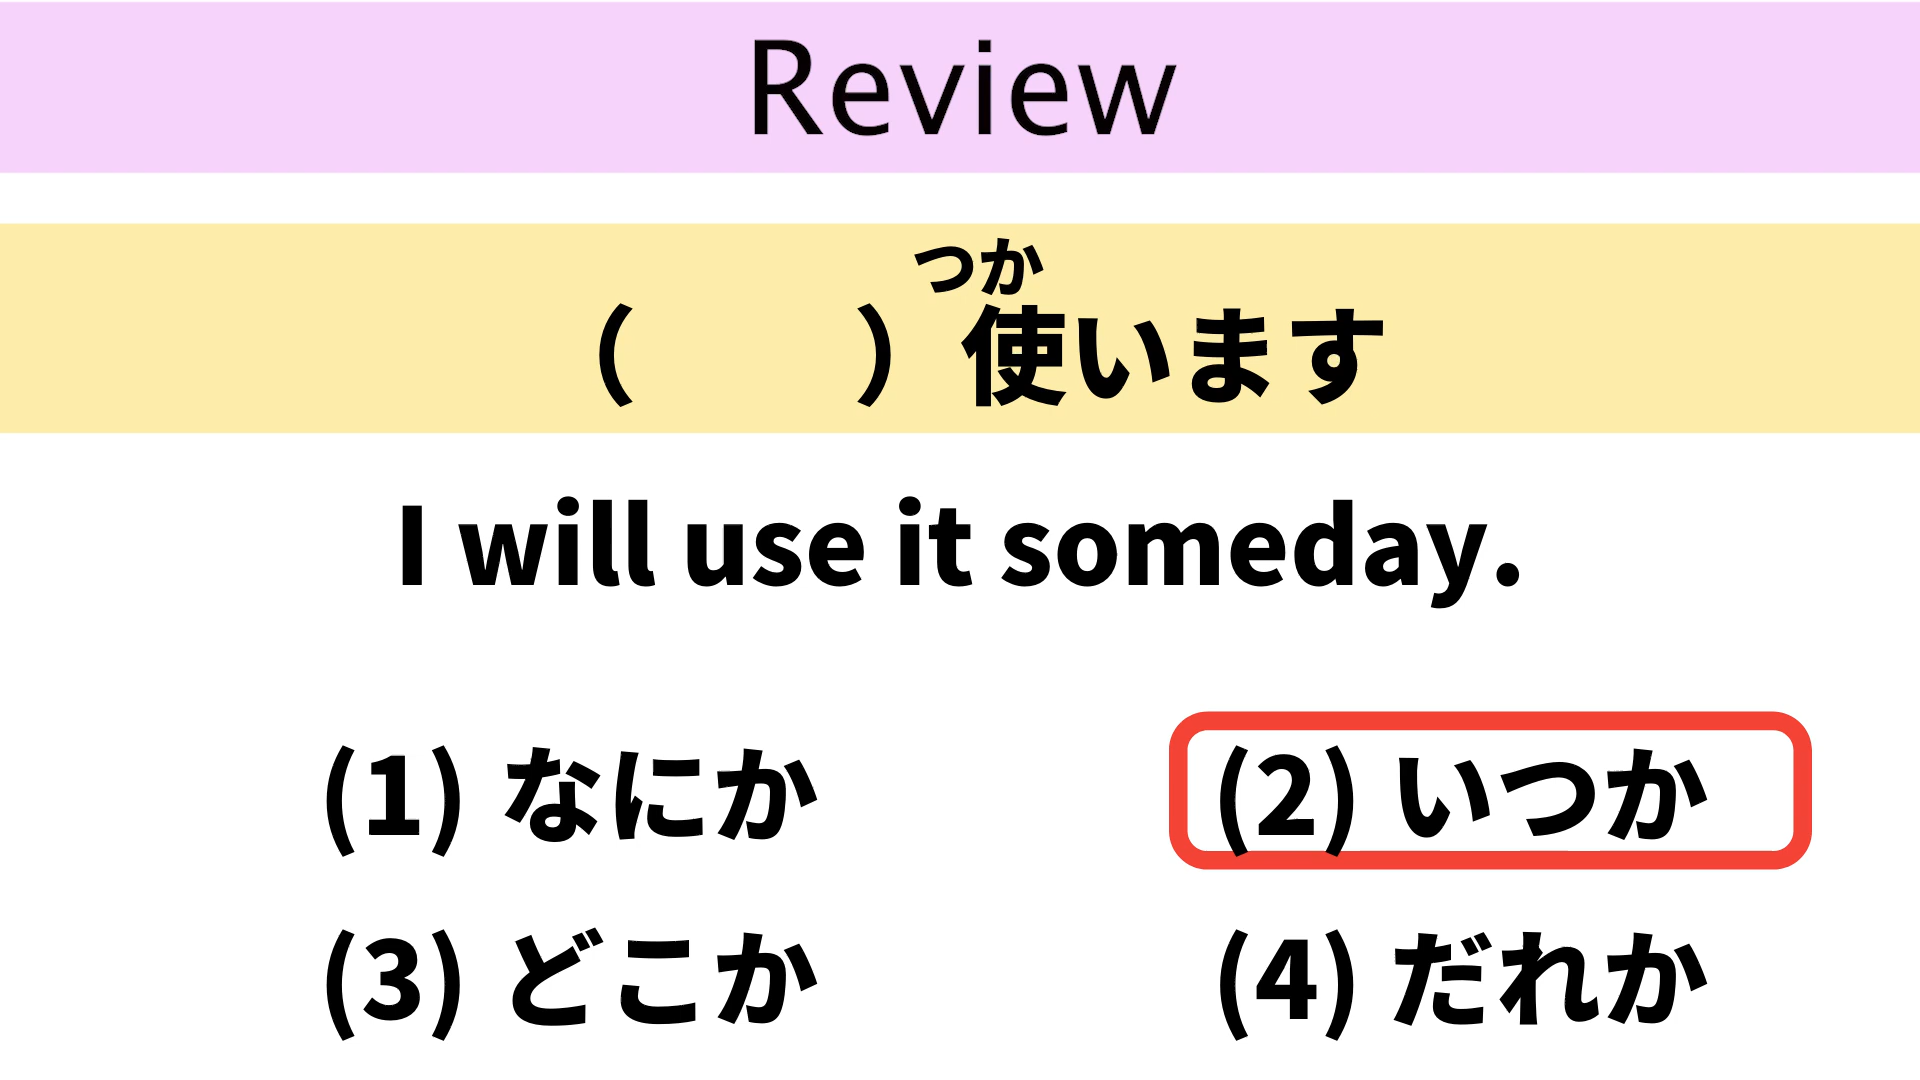 Review
つか
（　　）使います
I will use it someday.
(1) なにか
(2) いつか
(3) どこか
(4) だれか